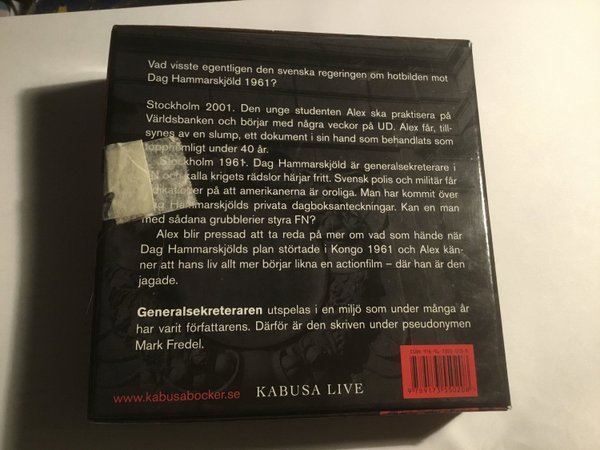 Vad visste egentligen den svenska regeringen om hotbilden mot
Dag Hammarskjöld 1961?
Stockholm 2001. Den unge studenten Alex ska praktisera på
Världsbanken och börjar med några veckor på UD. Alex får, till-
synes av en slump, ett dokument i sin hand som behandlats som
topphemligt under 40 år.
Stockholm 1961. Dag Hammarskjöld är generalsekreterare i
FN och kalla krigets rädslor härjar fritt. Svensk polis och militär får
indikationer på att amerikanerna är oroliga. Man har kommit över
Dag Hammarskjölds privata dagboksanteckningar. Kan en man
med sådana grubblerier styra FN?
Alex blir pressad att ta reda på mer om vad som hände när
Dag Hammarskjölds plan störtade i Kongo 1961 och Alex kän-
ner att hans liv allt mer börjar likna en actionfilm – där han är den
jagade.
Generalsekreteraren utspelas i en miljö som under många år
har varit författarens. Därför är den skriven under pseudonymen
Mark Fredel.
www.kabusabocker.se
KABUSA LIVE